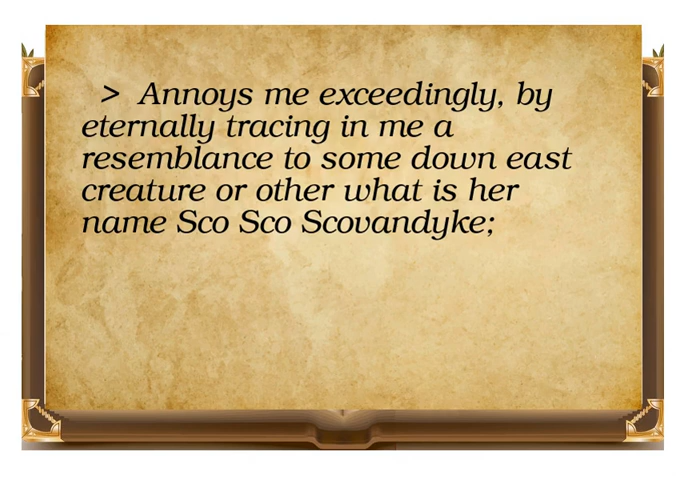 > Annoys me exceedingly, by
eternally tracing in me a
resemblance to some down east
creature or other what is her
name Sco Sco Scovandyke;